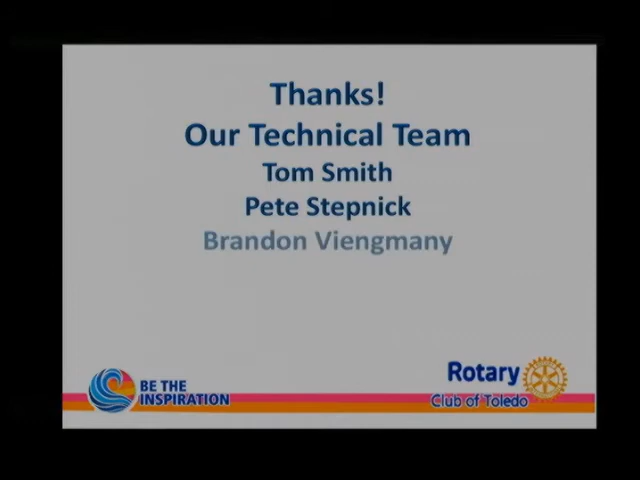 Thanks!
Our Technical Team
Tom Smith
Pete Stepnick
Brandon Viengmany
BE THE
INSPIRATION
Rotary
Club of Toledo